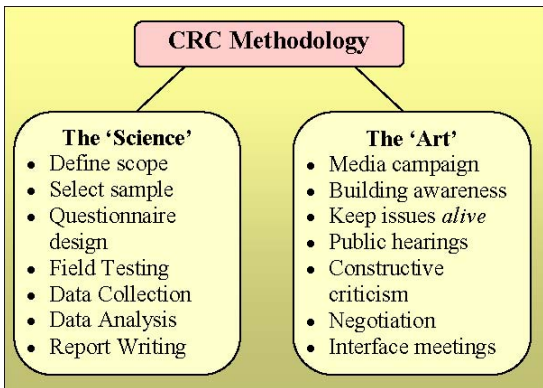 CRC Methodology
The ‘Science’
• Define scope
• Select sample
• Questionnaire
design
• Field Testing
• Data Collection
• Data Analysis
• Report Writing
The ‘Art’
• Media campaign
• Building awareness
• Keep issues alive
• Public hearings
• Constructive
criticism
• Negotiation
• Interface meetings